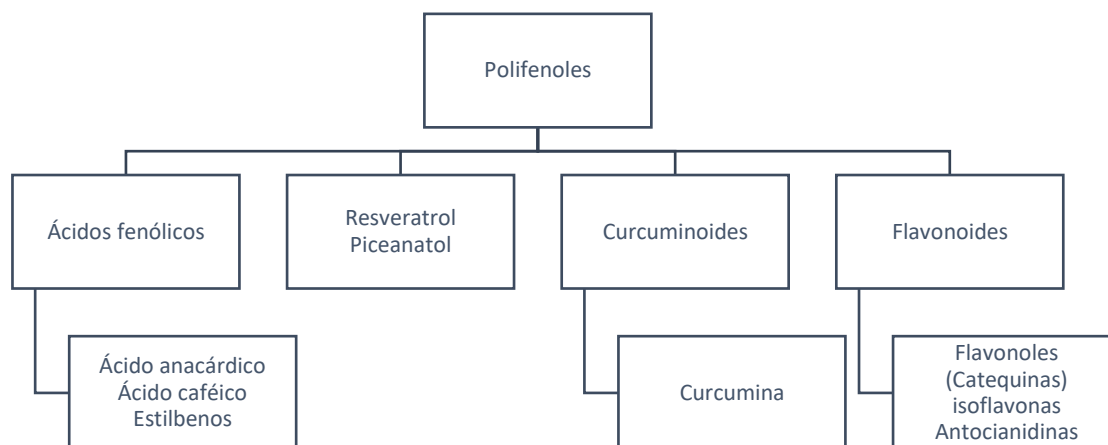 Polifenoles
Ácidos fenólicos
Resveratrol
Piceanatol
Curcuminoides
Flavonoides
Ácido anacárdico
Ácido caféico
Estilbenos
Curcumina
Flavonoles
(Catequinas)
isoflavonas
Antocianidinas